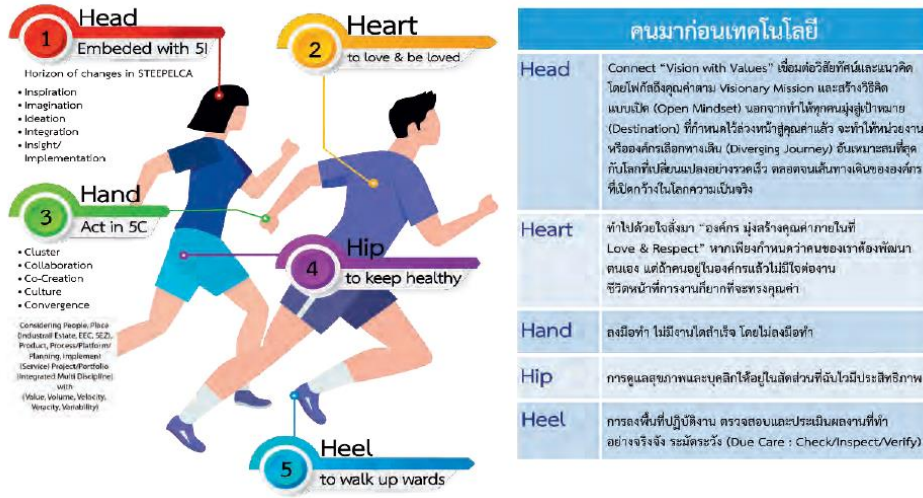 1
Head
Embeded with 5I
Horizon of changes in STEEPELCA
• Inspiration
• Imagination
• Ideation
• Integration
• Insight/
Implementation
2
Heart
to love & be loved
3
Hand
Act in 5C
• Cluster
• Collaboration
• Co-Creation
• Culture
• Convergence
Considering People, Place
(Industrail Estate, EEC, SEZ),
Product, Process/Platform/
Planning, Implement
(Service) Project/Portfolio
(Integrated Multi Discipline)
with
(Value, Volume, Velocity,
Veracity, Variability)
4
Hip
to keep healthy
5
Heel
to walk up wards
คนมาก่อนเทคโนโลยี
Head
Connect “Vision with Values” เชื่อมต่อวิสัยทัศน์และแนวคิด
โดยโฟกัสถึงคุณค่าตาม Visionary Mission และสร้างวิธีคิด
แบบเปิด (Open Mindset) นอกจากทำให้ทุกคนมุ่งสู่เป้าหมาย
(Destination) ที่กำหนดไว้ล่วงหน้าสู่คุณค่าแล้ว จะทำให้หน่วยงาน
หรือองค์กรเลือกทางเดิน (Diverging Journey) อันเหมาะสมที่สุด
กับโลกที่เปลี่ยนแปลงอย่างรวดเร็ว ตลอดจนเส้นทางเดินขององค์กร
ที่เปิดกว้างในโลกความเป็นจริง
Heart
ทำไปด้วยใจสั่งมา “องค์กร มุ่งสร้างคุณค่าภายในที่
Love & Respect” หากเพียงกำหนดว่าคนของเราต้องพัฒนา
ตนเอง แต่ถ้าคนอยู่ในองค์กรแล้วไม่มีใจต่องาน
ชีวิตหน้าที่การงานก็ยากที่จะทรงคุณค่า
Hand
ลงมือทำ ไม่มีงานใดสำเร็จ โดยไม่ลงมือทำ
Hip
การดูแลสุขภาพและบุคลิกให้อยู่ในสัดส่วนที่ฉับไวมีประสิทธิภาพ
Heel
การลงพื้นที่ปฏิบัติงาน ตรวจสอบและประเมินผลงานที่ทำ
อย่างจริงจัง ระมัดระวัง (Due Care : Check/Inspect/Verify)